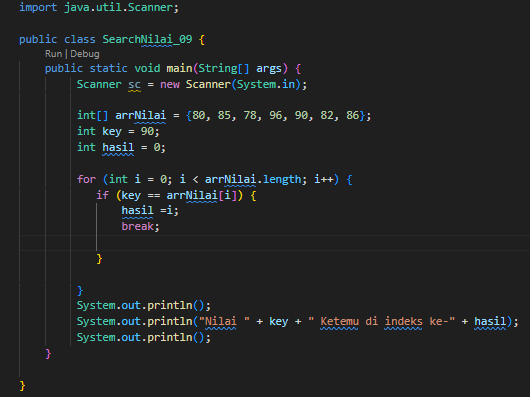 import java.util.Scanner;
public class SearchNilai_09 {
Run | Debug
public static void main(String[] args) {
Scanner sc = new Scanner(System.in);
int[] arrNilai = {80, 85, 78, 96, 90, 82, 86};
int key = 90;
int hasil = 0;
for (int i = 0; i < arrNilai.length; i++) {
if (key == arrNilai[i]) {
hasil =i;
break;
}
}
System.out.println();
System.out.println("Nilai " + key + " Ketemu di indeks ke-" + hasil);
System.out.println();
}
}